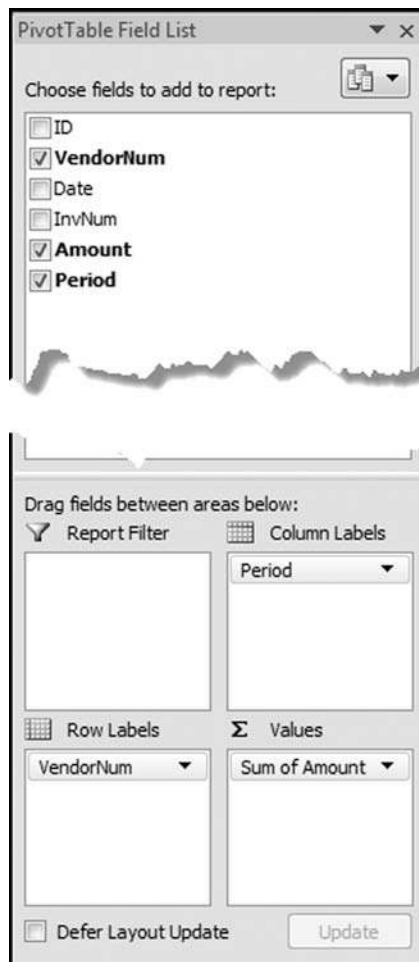 PivotTable Field List
Choose fields to add to report:
ID
VendorNum
Date
InvNum
Amount
Period
Drag fields between areas below:
Report Filter
Column Labels
Period
Row Labels
Σ Values
VendorNum
Sum of Amount
Defer Layout Update
Update